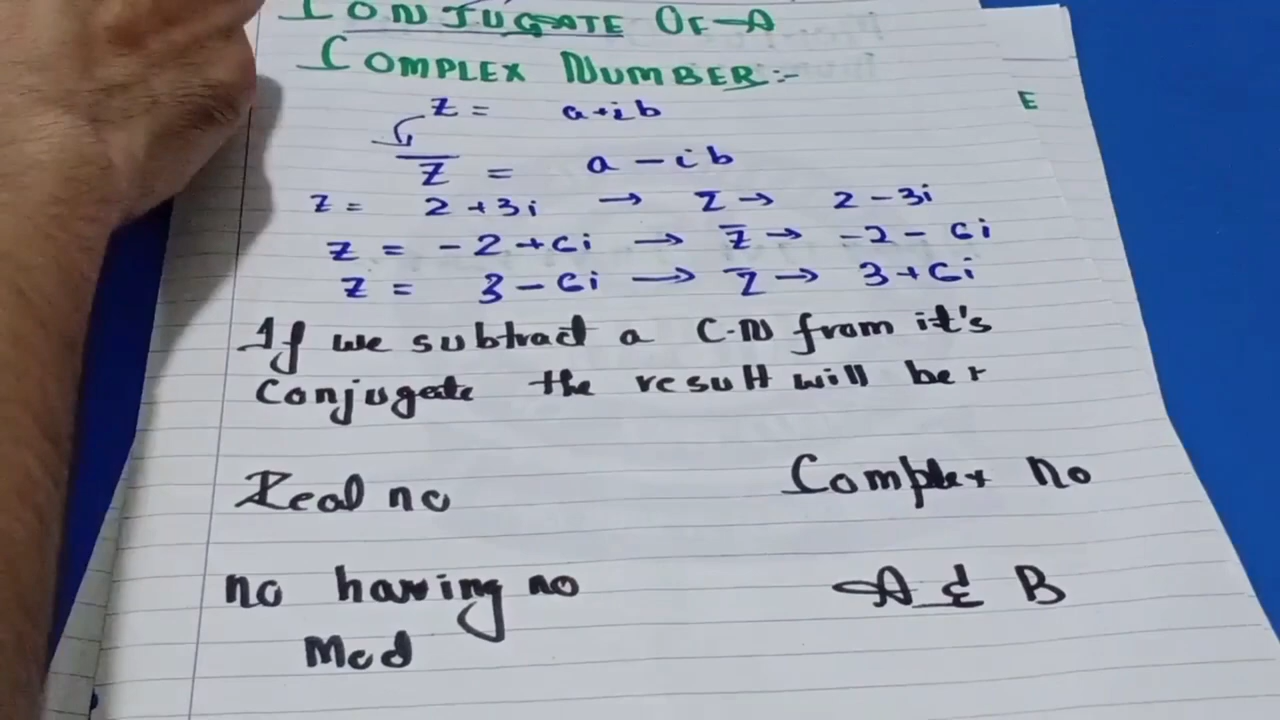 CONJUGATE OF A
COMPLEX NUMBER:-
E
z = a+ib
z̅ = a-ib
z = 2+3i → z → 2-3i
z = -2+6i → z̅ → -2-6i
z = 3-6i → z̅ → 3+6i
If we subtract a C.N from it's
Conjugate the result will be:
Real no
Complex no
no having no
Mod
A & B